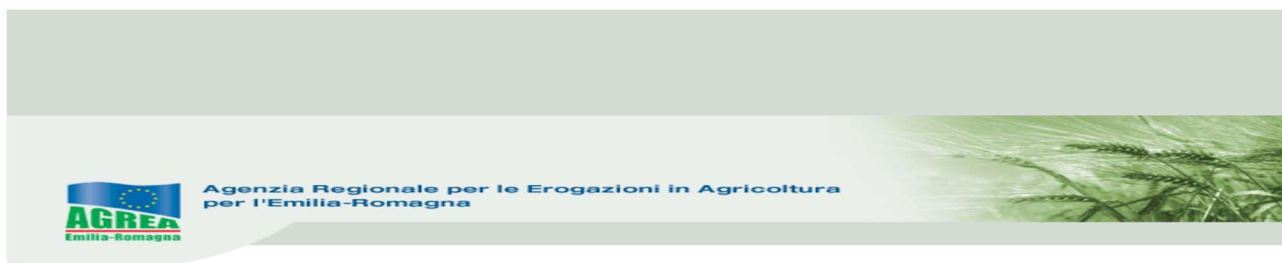 Agenzia Regionale per le Erogazioni in Agricoltura
per l'Emilia-Romagna
AGREA
Emilia-Romagna